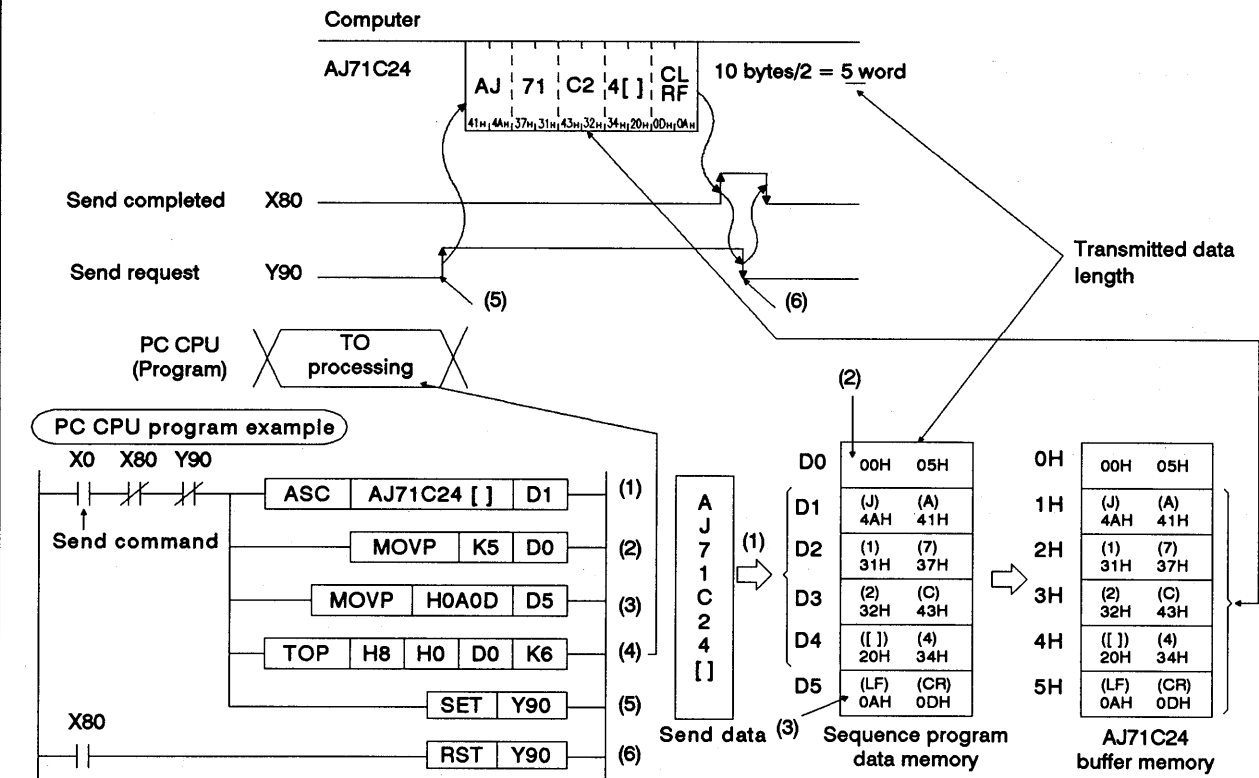 Computer
AJ71C24
AJ 71 C2 4[ ] CL
RF
41H 4AH 37H 31H 43H 32H 34H 20H 0DH 0AH
10 bytes/2 = 5 word
Send completed X80
Send request Y90
(5)
(6)
Transmitted data
length
PC CPU
(Program)
TO
processing
PC CPU program example
X0 X80 Y90
ASC AJ71C24 [ ] D1 (1)
Send command
MOVP K5 D0 (2)
MOVP H0A0D D5 (3)
TOP H8 H0 D0 K6 (4)
SET Y90 (5)
X80
RST Y90 (6)
A
J
7
1
C
2
4
[ ]
Send data
(1)
(2)
D0 00H 05H
D1 (J) (A)
4AH 41H
D2 (1) (7)
31H 37H
D3 (2) (C)
32H 43H
D4 ([ ]) (4)
20H 34H
D5 (LF) (CR)
0AH 0DH
(3)
Sequence program
data memory
0H 00H 05H
1H (J) (A)
4AH 41H
2H (1) (7)
31H 37H
3H (2) (C)
32H 43H
4H ([ ]) (4)
20H 34H
5H (LF) (CR)
0AH 0DH
AJ71C24
buffer memory